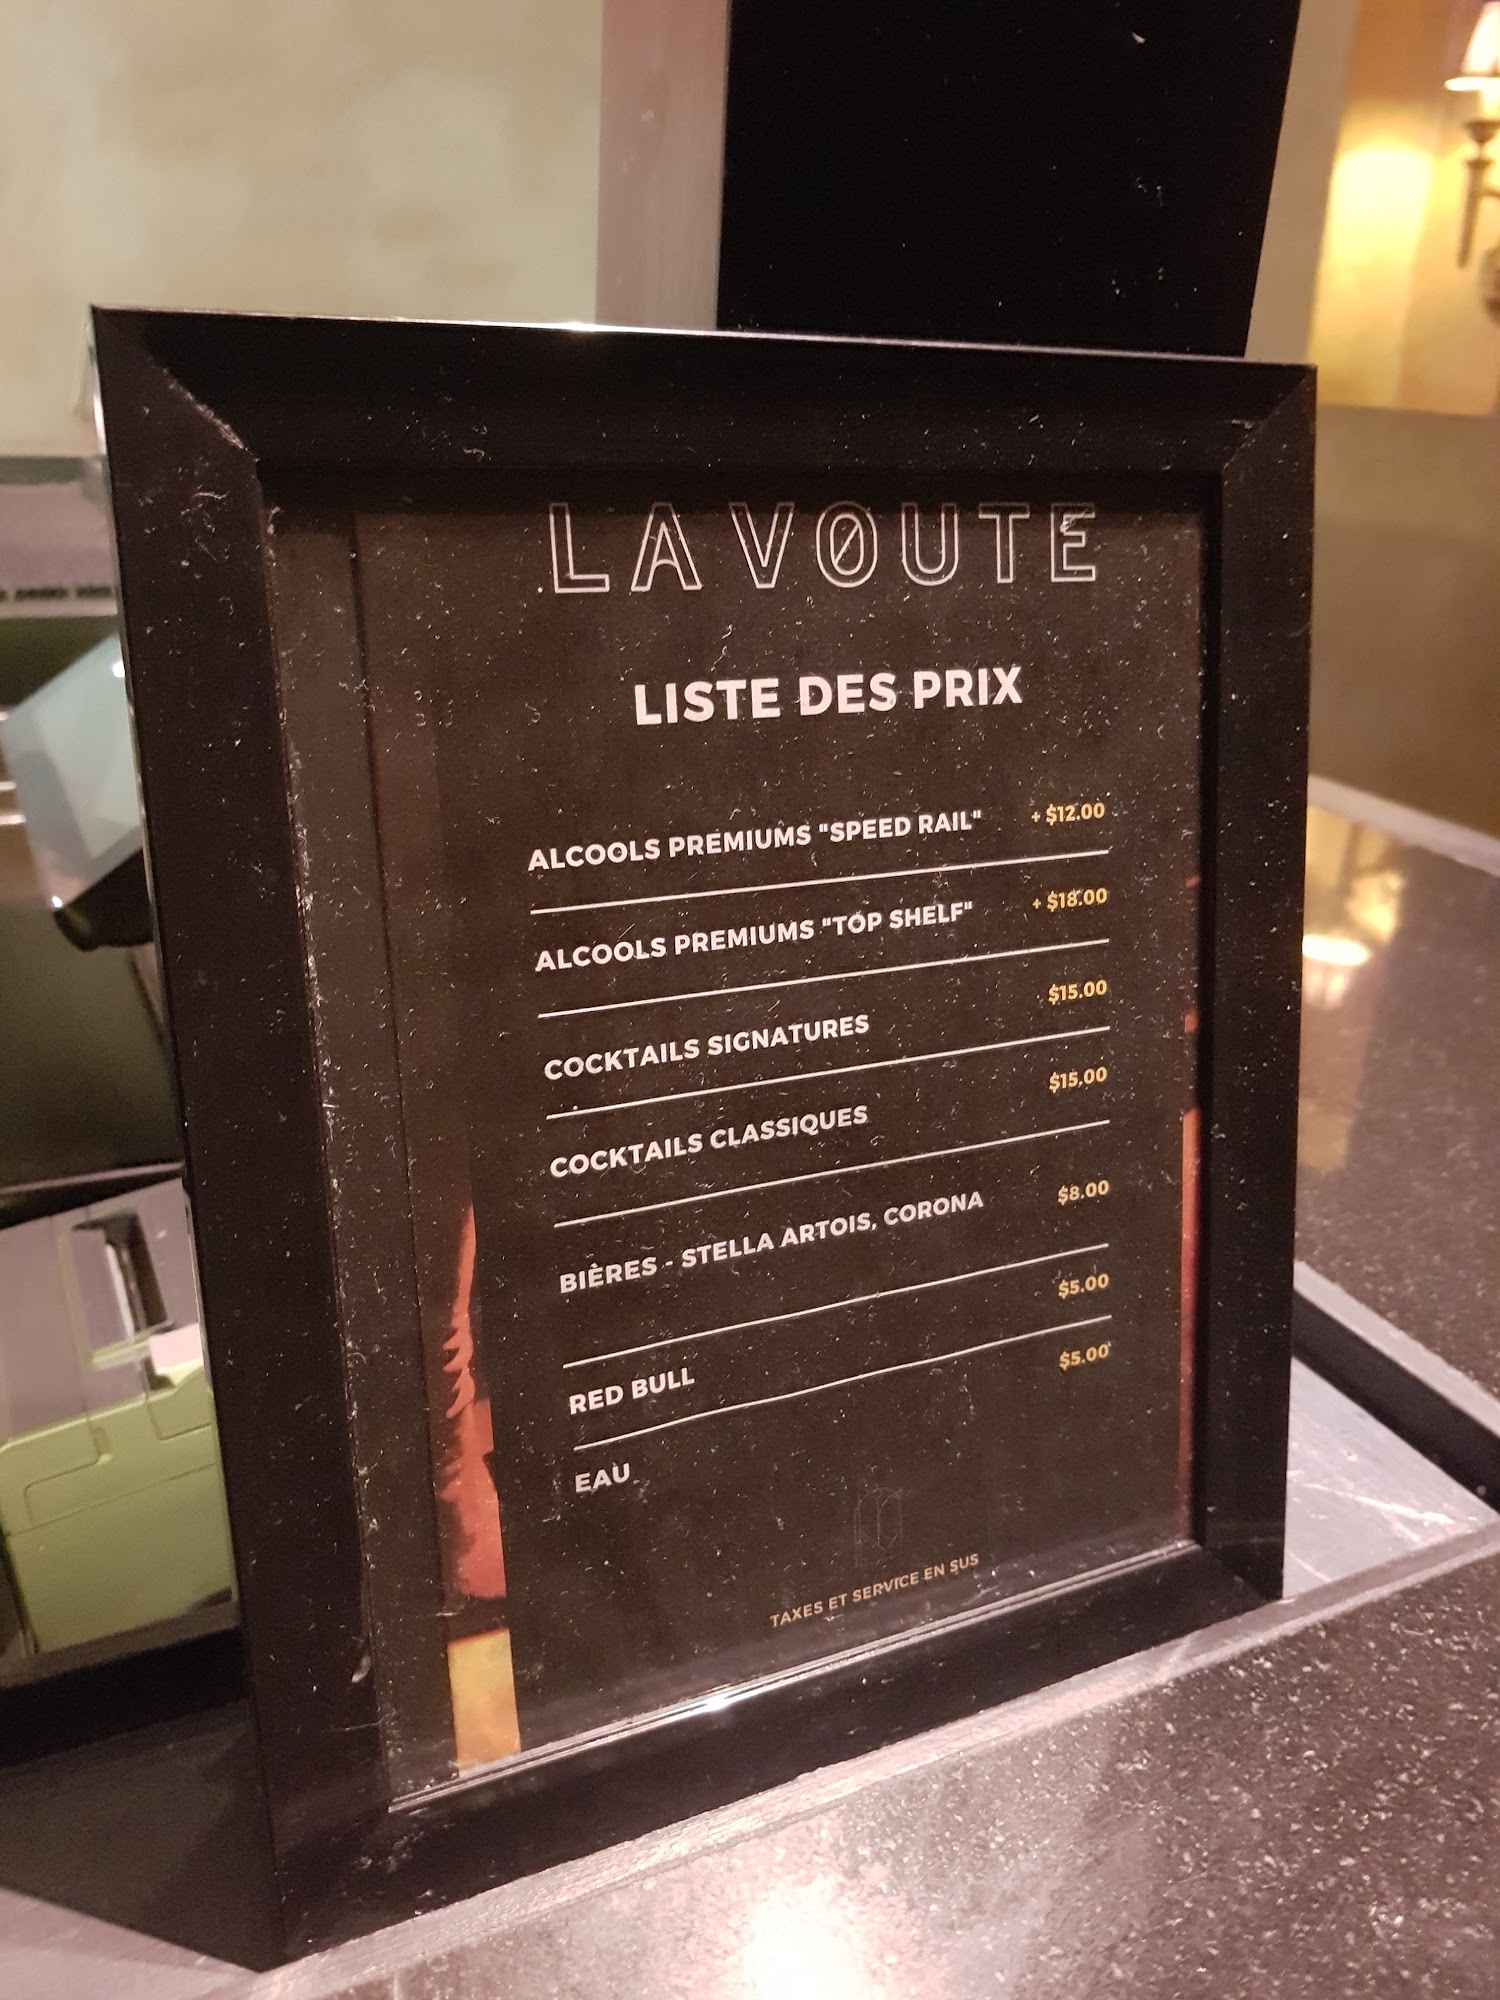 LA VOUTE
LISTE DES PRIX
ALCOOLS PREMIUMS "SPEED RAIL" + $12.00
ALCOOLS PREMIUMS "TOP SHELF" + $18.00
COCKTAILS SIGNATURES $15.00
COCKTAILS CLASSIQUES $15.00
BIÈRES - STELLA ARTOIS, CORONA $8.00
RED BULL $5.00
EAU $5.00
TAXES ET SERVICE EN SUS